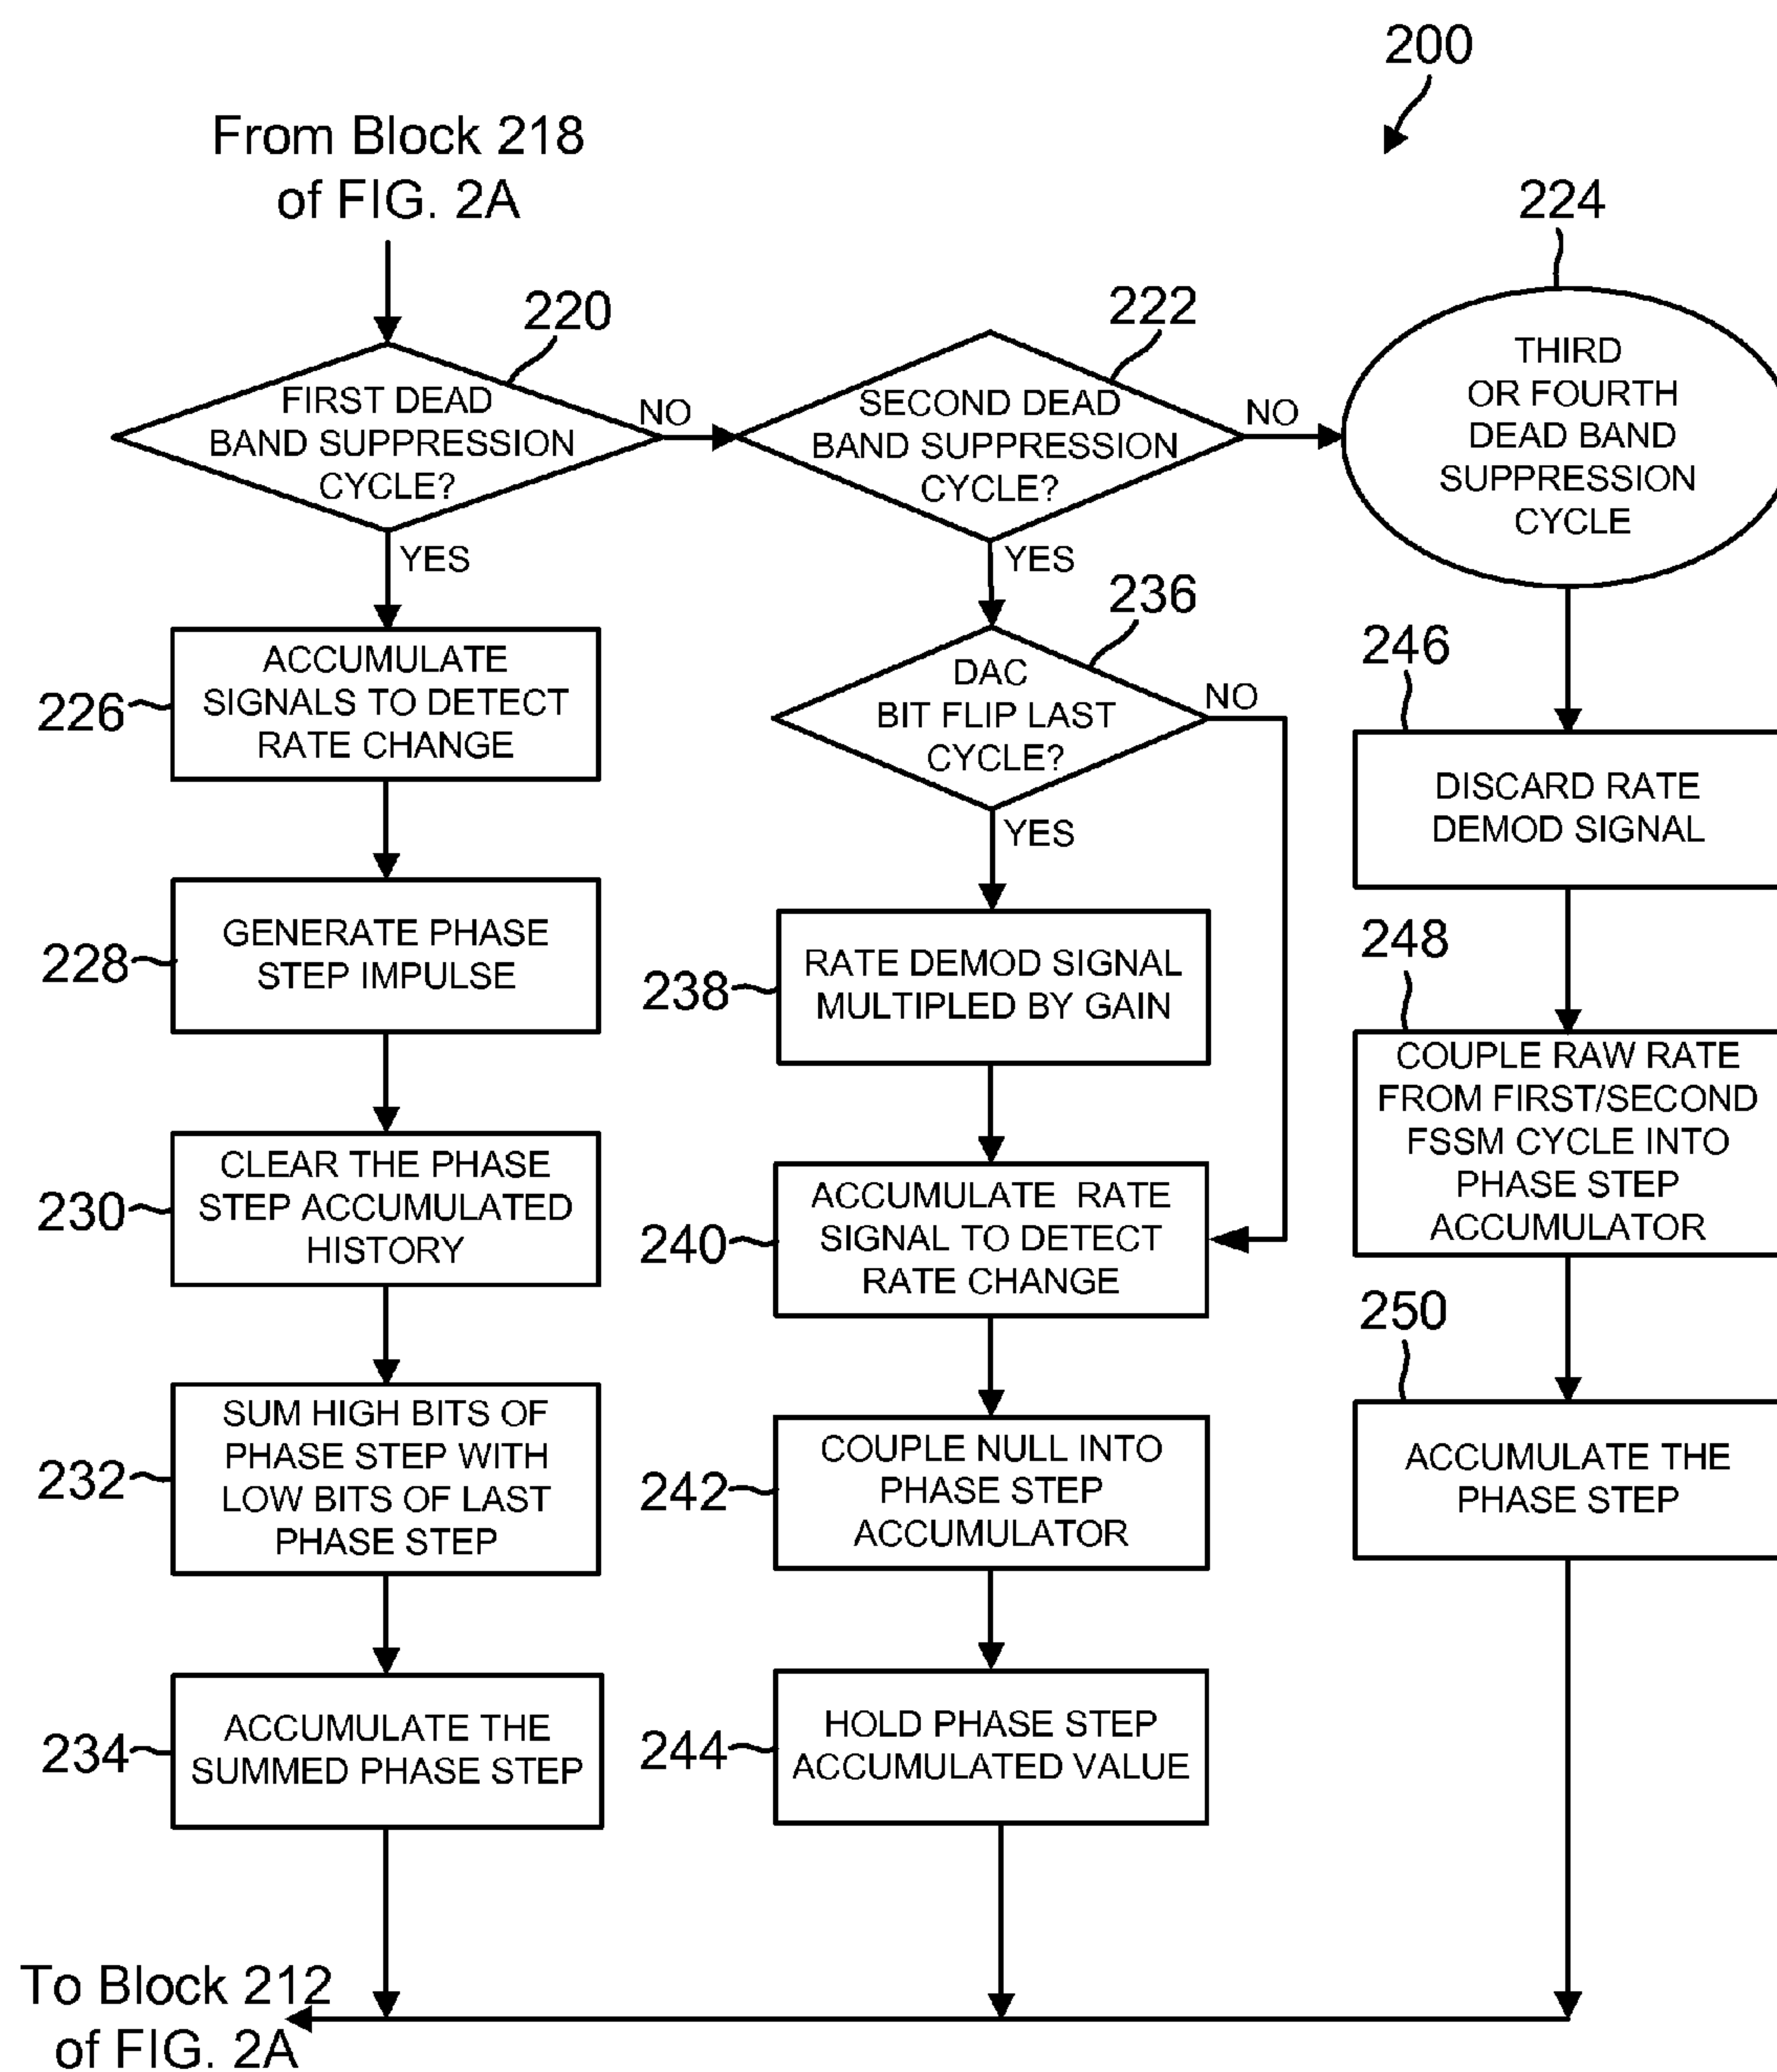 200
From Block 218
of FIG. 2A
220
FIRST DEAD
BAND SUPPRESSION
CYCLE?
NO
YES
222
SECOND DEAD
BAND SUPPRESSION
CYCLE?
NO
YES
224
THIRD
OR FOURTH
DEAD BAND
SUPPRESSION
CYCLE
226
ACCUMULATE
SIGNALS TO DETECT
RATE CHANGE
228
GENERATE PHASE
STEP IMPULSE
230
CLEAR THE PHASE
STEP ACCUMULATED
HISTORY
232
SUM HIGH BITS OF
PHASE STEP WITH
LOW BITS OF LAST
PHASE STEP
234
ACCUMULATE THE
SUMMED PHASE STEP
236
DAC
BIT FLIP LAST
CYCLE?
NO
YES
238
RATE DEMOD SIGNAL
MULTIPLED BY GAIN
240
ACCUMULATE RATE
SIGNAL TO DETECT
RATE CHANGE
242
COUPLE NULL INTO
PHASE STEP
ACCUMULATOR
244
HOLD PHASE STEP
ACCUMULATED VALUE
246
DISCARD RATE
DEMOD SIGNAL
248
COUPLE RAW RATE
FROM FIRST/SECOND
FSSM CYCLE INTO
PHASE STEP
ACCUMULATOR
250
ACCUMULATE THE
PHASE STEP
To Block 212
of FIG. 2A